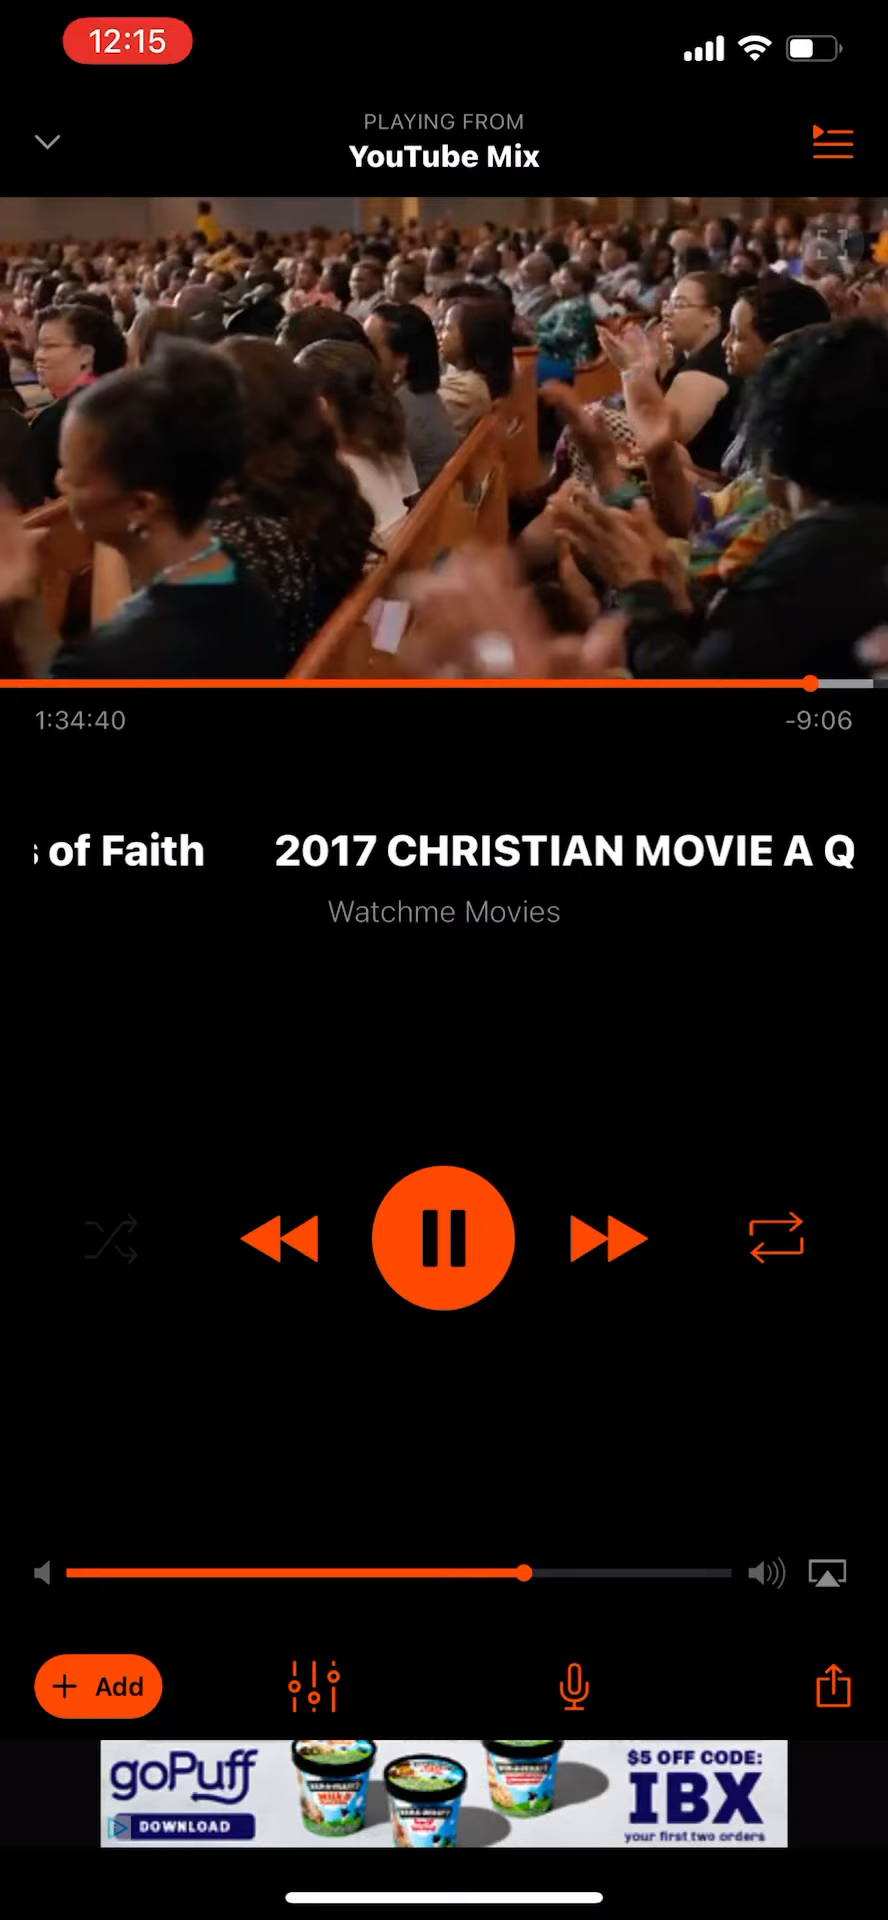 12:15
PLAYING FROM
YouTube Mix
1:34:40
-9:06
of Faith 2017 CHRISTIAN MOVIE A Q
Watchme Movies
+ Add
goPuff
DOWNLOAD
$5 OFF CODE:
IBX
your first two orders